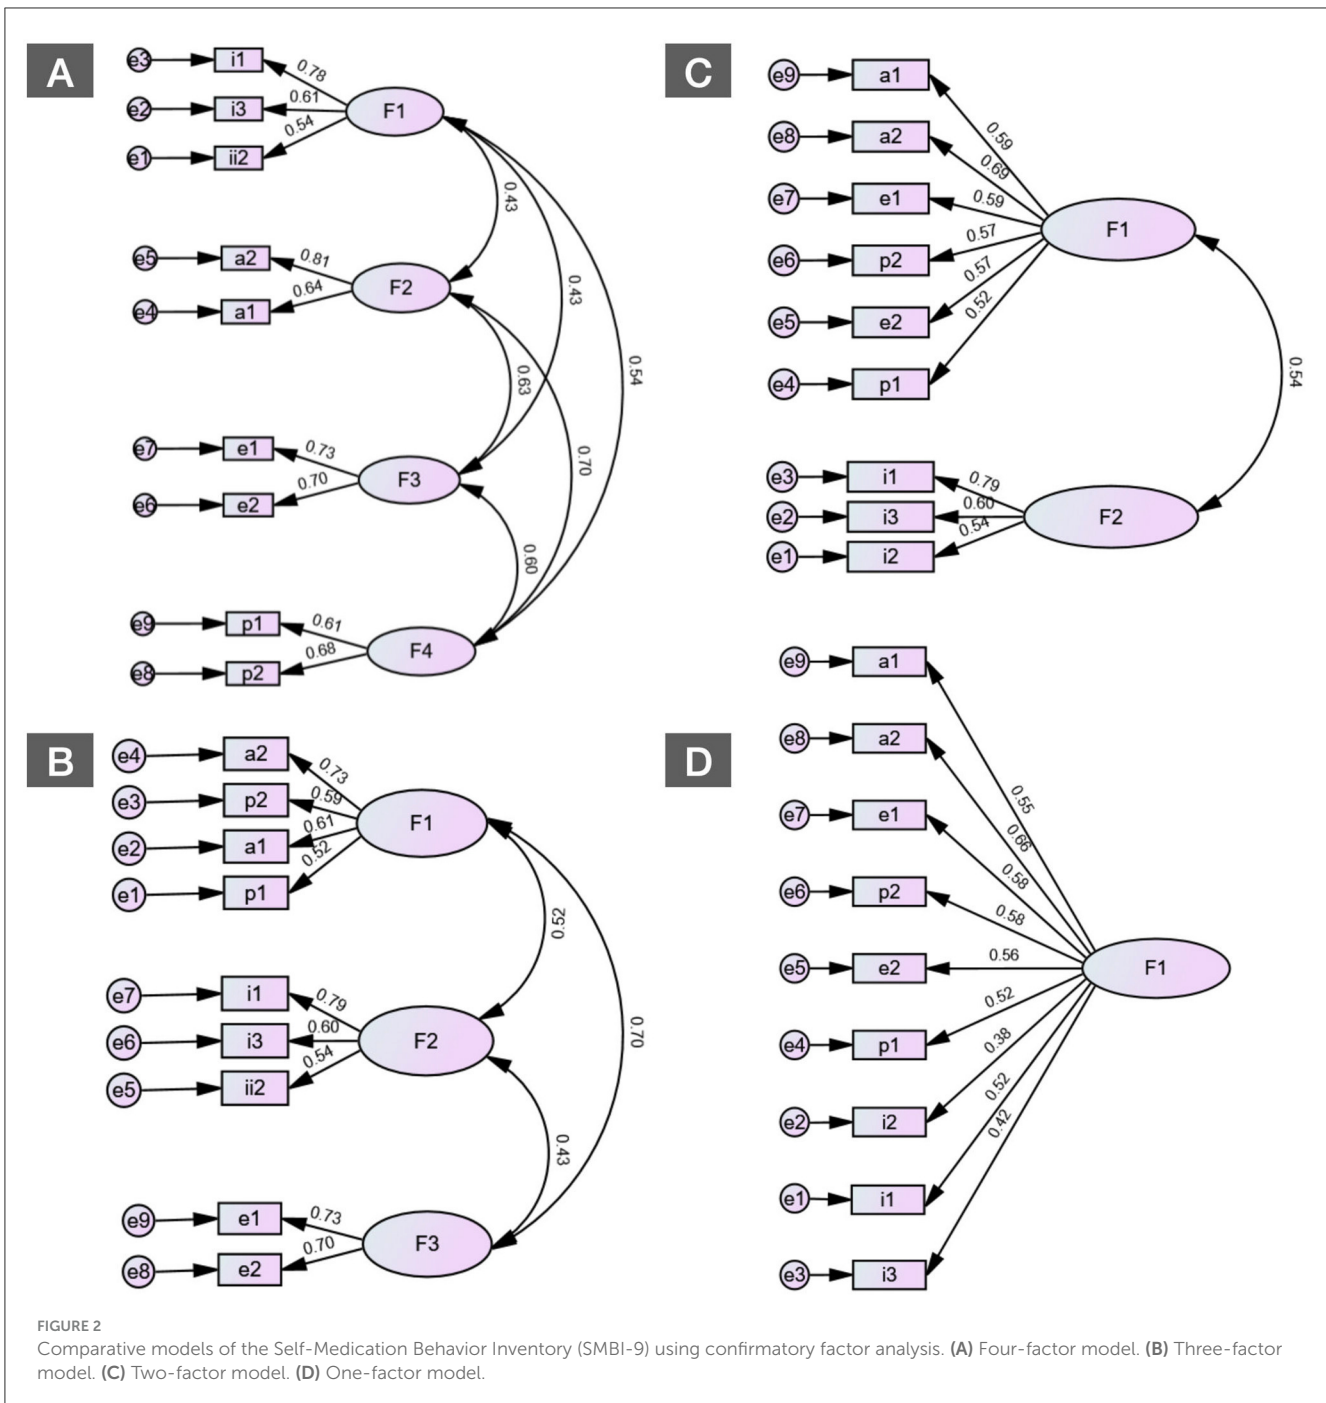 A
e3 i1 0.78
e2 i3 0.61 F1
e1 ii2 0.54
0.43
e5 a2 0.81
e4 a1 0.64 F2
0.43
0.63
0.54
e7 e1 0.73
e6 e2 0.70 F3
0.70
0.60
e9 p1 0.61
e8 p2 0.68 F4
B
e4 a2 0.73
e3 p2 0.59 F1
e2 a1 0.61
e1 p1 0.52
0.52
e7 i1 0.79
e6 i3 0.60 F2
e5 ii2 0.54
0.70
0.43
e9 e1 0.73
e8 e2 0.70 F3
C
e9 a1 0.59
e8 a2 0.69
e7 e1 0.59 F1
e6 p2 0.57
e5 e2 0.57
e4 p1 0.52
0.54
e3 i1 0.79
e2 i3 0.60 F2
e1 i2 0.54
D
e9 a1 0.55
e8 a2 0.66
e7 e1 0.58
e6 p2 0.58
e5 e2 0.56 F1
e4 p1 0.52
e2 i2 0.38
e1 i1 0.52
e3 i3 0.42
FIGURE 2
Comparative models of the Self-Medication Behavior Inventory (SMBI-9) using confirmatory factor analysis. (A) Four-factor model. (B) Three-factor
model. (C) Two-factor model. (D) One-factor model.